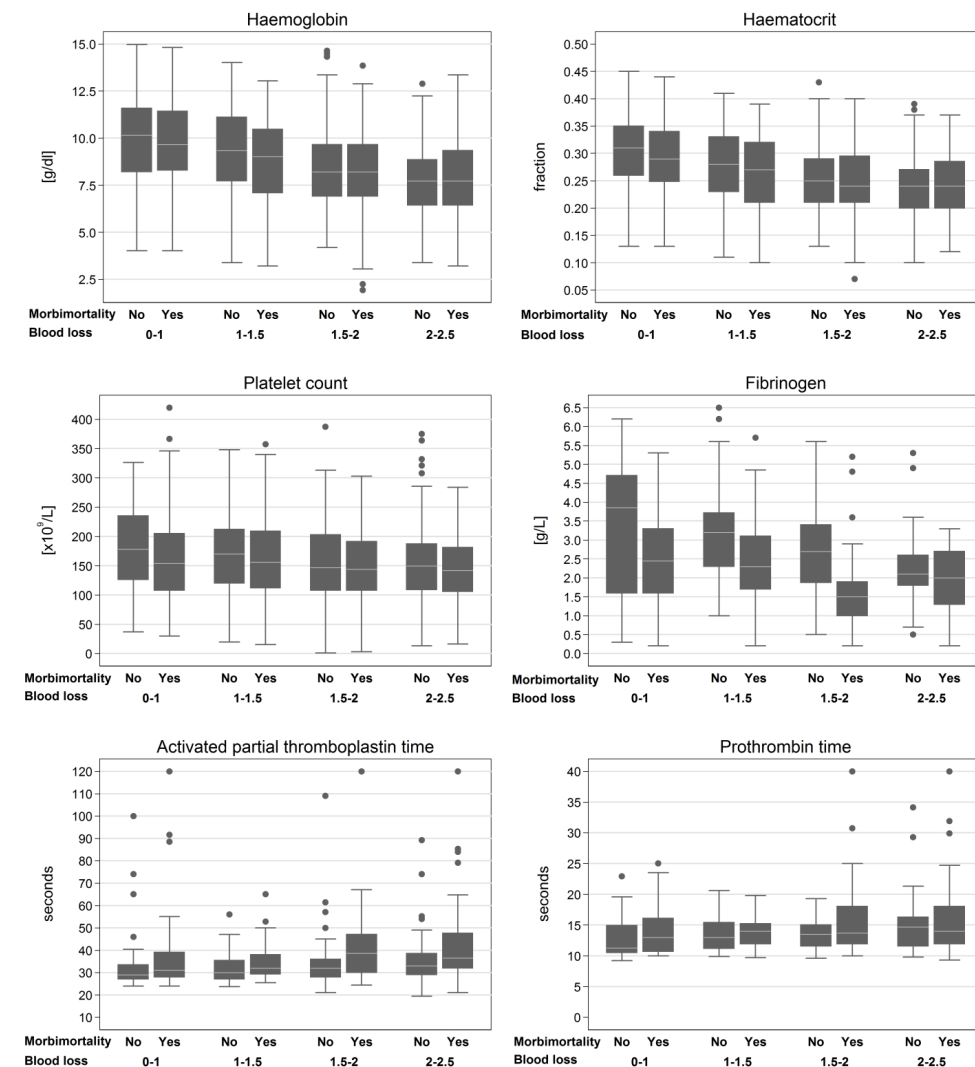 Haemoglobin
15.0
12.5
10.0
7.5
5.0
2.5
[g/dl]
Morbimortality No Yes No Yes No Yes No Yes
Blood loss 0-1 1-1.5 1.5-2 2-2.5
Haematocrit
0.50
0.45
0.40
0.35
0.30
0.25
0.20
0.15
0.10
0.05
fraction
Morbimortality No Yes No Yes No Yes No Yes
Blood loss 0-1 1-1.5 1.5-2 2-2.5
Platelet count
400
350
300
250
200
150
100
50
0
[x10⁹/L]
Morbimortality No Yes No Yes No Yes No Yes
Blood loss 0-1 1-1.5 1.5-2 2-2.5
Fibrinogen
6.5
6.0
5.5
5.0
4.5
4.0
3.5
3.0
2.5
2.0
1.5
1.0
0.5
0.0
[g/L]
Morbimortality No Yes No Yes No Yes No Yes
Blood loss 0-1 1-1.5 1.5-2 2-2.5
Activated partial thromboplastin time
120
110
100
90
80
70
60
50
40
30
20
10
seconds
Morbimortality No Yes No Yes No Yes No Yes
Blood loss 0-1 1-1.5 1.5-2 2-2.5
Prothrombin time
40
35
30
25
20
15
10
5
0
seconds
Morbimortality No Yes No Yes No Yes No Yes
Blood loss 0-1 1-1.5 1.5-2 2-2.5